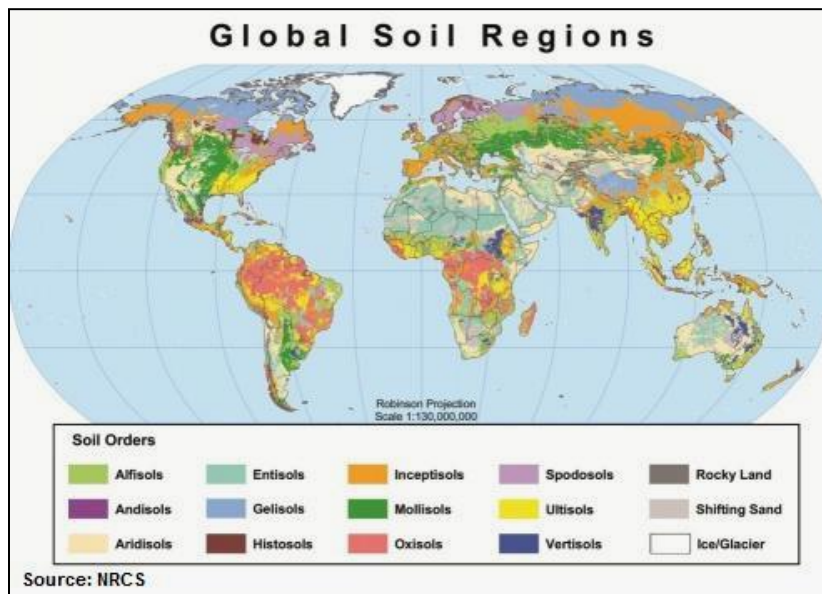 Global Soil Regions
Robinson Projection
Scale 1:130,000,000
Soil Orders
Alfisols Entisols Inceptisols Spodosols Rocky Land
Andisols Gelisols Mollisols Ultisols Shifting Sand
Aridisols Histosols Oxisols Vertisols Ice/Glacier
Source: NRCS